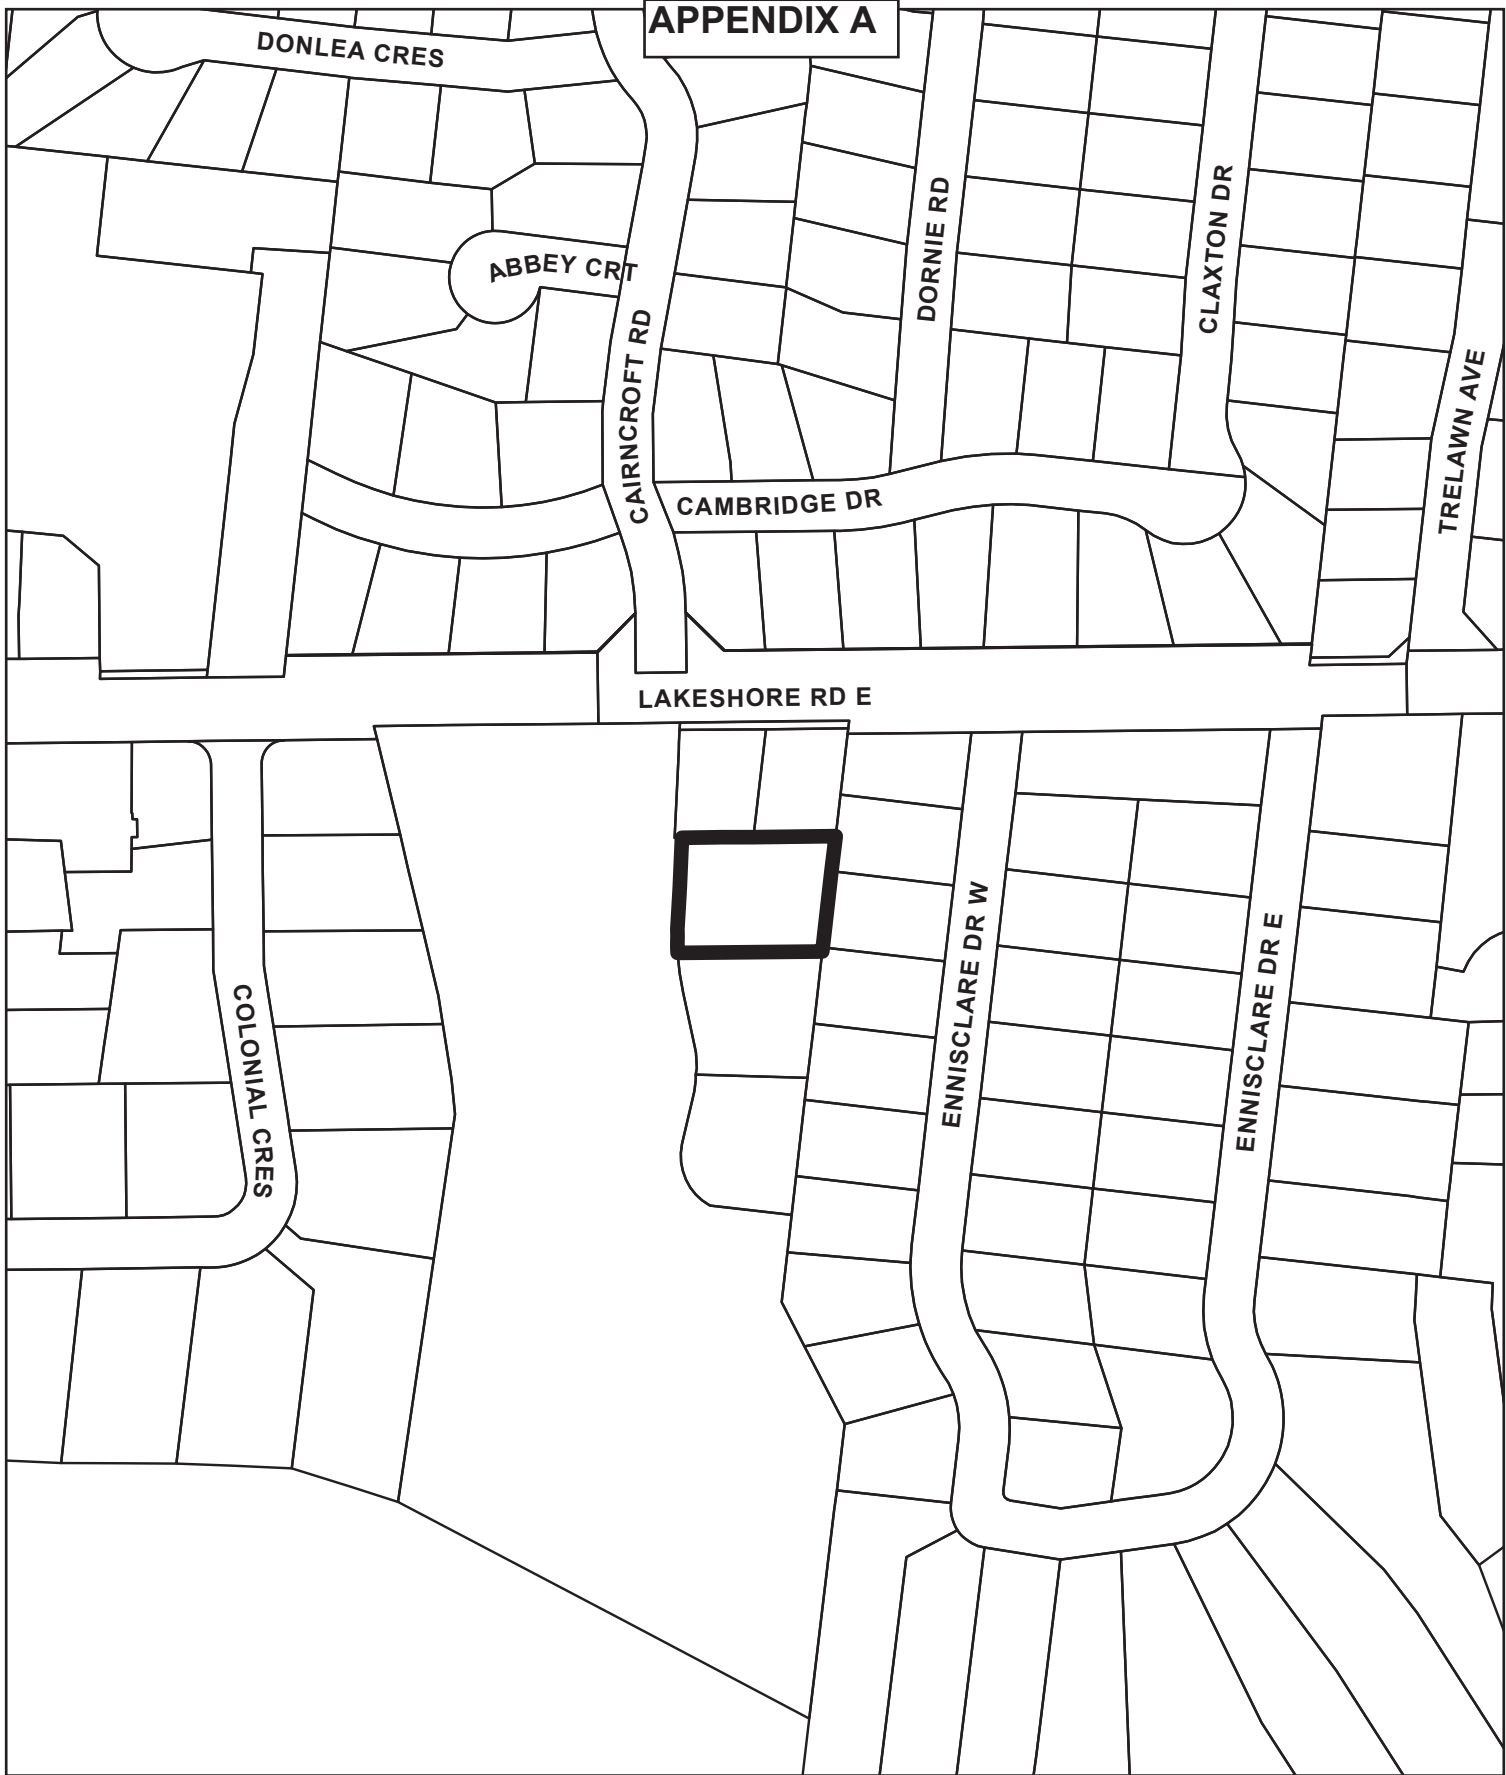 APPENDIX A
DONLEA CRES
ABBEY CRT
CAIRNCROFT RD
DORNIE RD
CLAXTON DR
TRELAWN AVE
CAMBRIDGE DR
LAKESHORE RD E
COLONIAL CRES
ENNISCLARE DR W
ENNISCLARE DR E